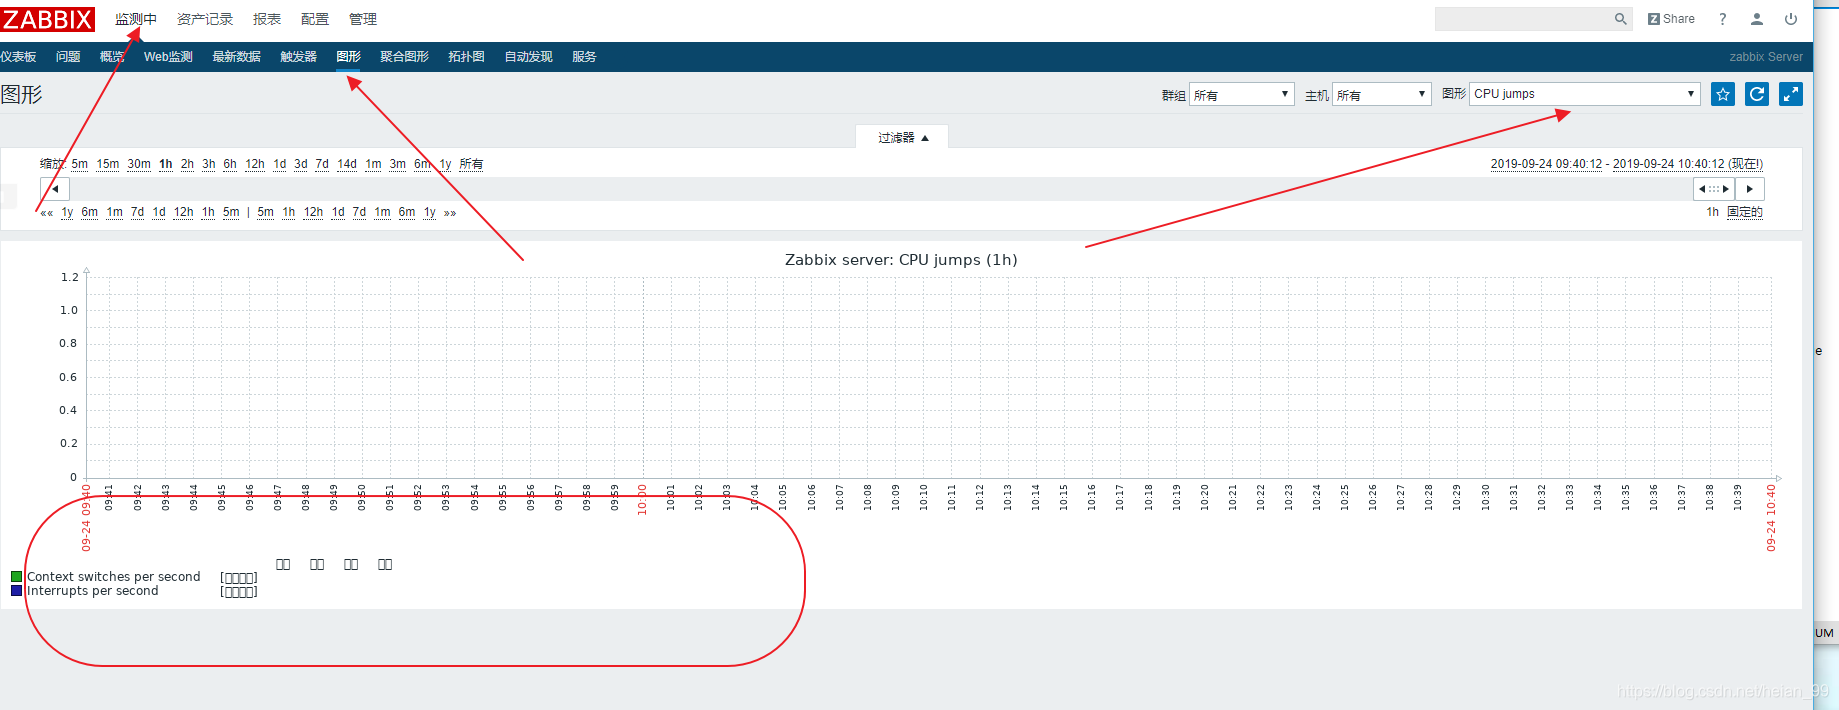 ZABBIX 监测中 资产记录 报表 配置 管理 Share ?
仪表板 问题 概览 Web监测 最新数据 触发器 图形 聚合图形 拓扑图 自动发现 服务 zabbix Server
图形 群组 所有 主机 所有 图形 CPU jumps
过滤器
缩放: 5m 15m 30m 1h 2h 3h 6h 12h 1d 3d 7d 14d 1m 3m 6m 1y 所有 2019-09-24 09:40:12 - 2019-09-24 10:40:12 (现在!)
«« 1y 6m 1m 7d 1d 12h 1h 5m | 5m 1h 12h 1d 7d 1m 6m 1y »» 1h 固定的
Zabbix server: CPU jumps (1h)
1.2
1.0
0.8
e
0.6
0.4
0.2
0
09-24 09:40 09:41 09:42 09:43 09:44 09:45 09:46 09:47 09:48 09:49 09:50 09:51 09:52 09:53 09:54 09:55 09:56 09:57 09:58 09:59 10:00 10:01 10:02 10:03 10:04 10:05 10:06 10:07 10:08 10:09 10:10 10:11 10:12 10:13 10:14 10:15 10:16 10:17 10:18 10:19 10:20 10:21 10:22 10:23 10:24 10:25 10:26 10:27 10:28 10:29 10:30 10:31 10:32 10:33 10:34 10:35 10:36 10:37 10:38 10:39 09-24 10:40
□□ □□ □□ □□
Context switches per second [□□□□]
Interrupts per second [□□□□]
UM
https://blog.csdn.net/heian_99